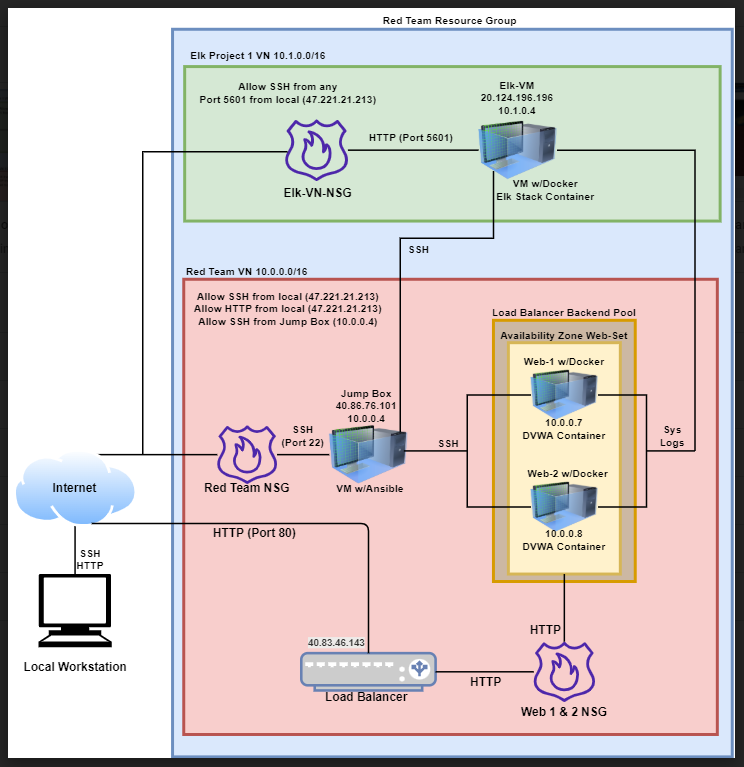 Red Team Resource Group
Elk Project 1 VN 10.1.0.0/16
Allow SSH from any
Port 5601 from local (47.221.21.213)
Elk-VM
20.124.196.196
10.1.0.4
HTTP (Port 5601)
Elk-VN-NSG
VM w/Docker
Elk Stack Container
SSH
Red Team VN 10.0.0.0/16
Allow SSH from local (47.221.21.213)
Allow HTTP from local (47.221.21.213)
Allow SSH from Jump Box (10.0.0.4)
Load Balancer Backend Pool
Availability Zone Web-Set
Web-1 w/Docker
10.0.0.7
DVWA Container
Jump Box
40.86.76.101
10.0.0.4
SSH
(Port 22)
SSH
Sys
Logs
Red Team NSG
VM w/Ansible
Web-2 w/Docker
10.0.0.8
DVWA Container
Internet
HTTP (Port 80)
SSH
HTTP
Local Workstation
40.83.46.143
Load Balancer
HTTP
HTTP
Web 1 & 2 NSG